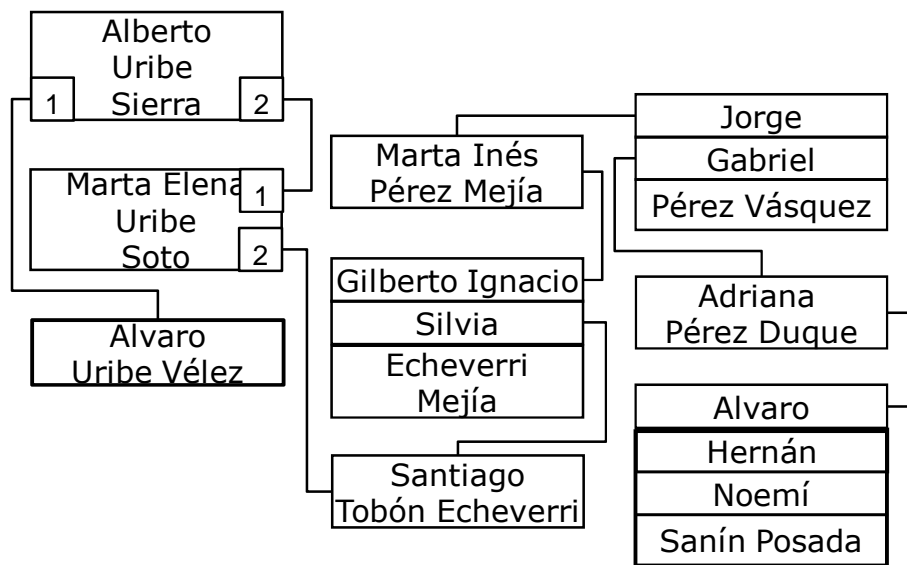 Alberto
Uribe
Sierra
1
2
Marta Elena
Uribe
Soto
1
2
Alvaro
Uribe Vélez
Marta Inés
Pérez Mejía
Gilberto Ignacio
Silvia
Echeverri
Mejía
Santiago
Tobón Echeverri
Jorge
Gabriel
Pérez Vásquez
Adriana
Pérez Duque
Alvaro
Hernán
Noemí
Sanín Posada